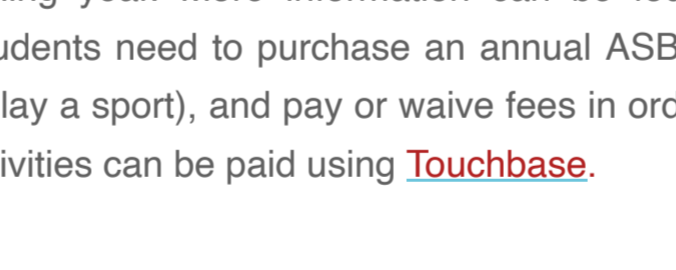 udents need to purchase an annual ASB
lay a sport), and pay or waive fees in ord
ivities can be paid using Touchbase.